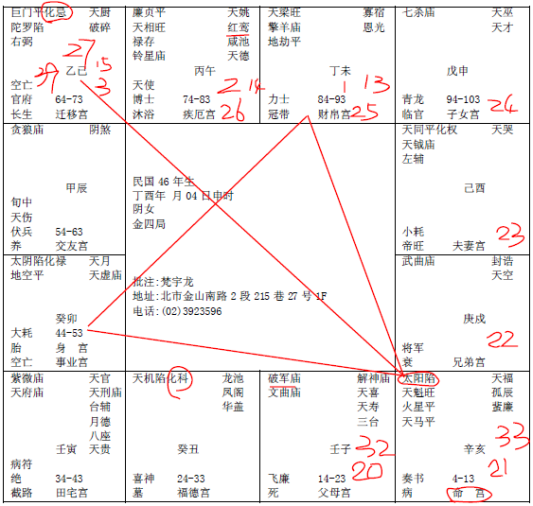 巨门平化忌 天厨
陀罗陷 破碎
右弼
27
乙己
15
39
3
空亡
官府 64-73
长生 迁移宫
廉贞平 天姚
天相旺 红鸾
禄存 咸池
铃星庙 天德
丙午
天使
2 14
博士 74-83
沐浴 疾厄宫
26
天梁旺 寡宿
擎羊庙 恩光
地劫平
丁未
1 13
力士 84-93
冠带 财帛宫
25
七杀庙 天巫
天才
戊申
青龙 94-103
临官 子女宫
24
贪狼庙 阴煞
甲辰
旬中
天伤
伏兵 54-63
养 交友宫
民国 46 年生
丁酉年 月 04 日申时
阴女
金四局
批注:梵宇龙
地址:北市金山南路 2 段 215 巷 27 号 1F
电话:(02)3923596
天同平化权 天哭
天钺庙
左辅
己酉
小耗
帝旺 夫妻宫
23
太阴陷化禄 天月
地空平 天虚庙
癸卯
大耗 44-53
胎 身 宫
空亡 事业宫
武曲庙 封诰
天空
庚戌
将军
衰 兄弟宫
22
紫微庙 天官
天府庙 天刑庙
台辅
月德
八座
壬寅 天贵
病符
绝 34-43
截路 田宅宫
天机陷化科 龙池
凤阁
华盖
癸丑
喜神 24-33
墓 福德宫
破军庙 解神庙
文曲庙 天喜
天寿
三台
壬子
32
飞廉 14-23
20
死 父母宫
太阳陷 天福
天魁旺 孤辰
火星平 蜚廉
天马平
33
辛亥
奏书 4-13
21
病 命 宫